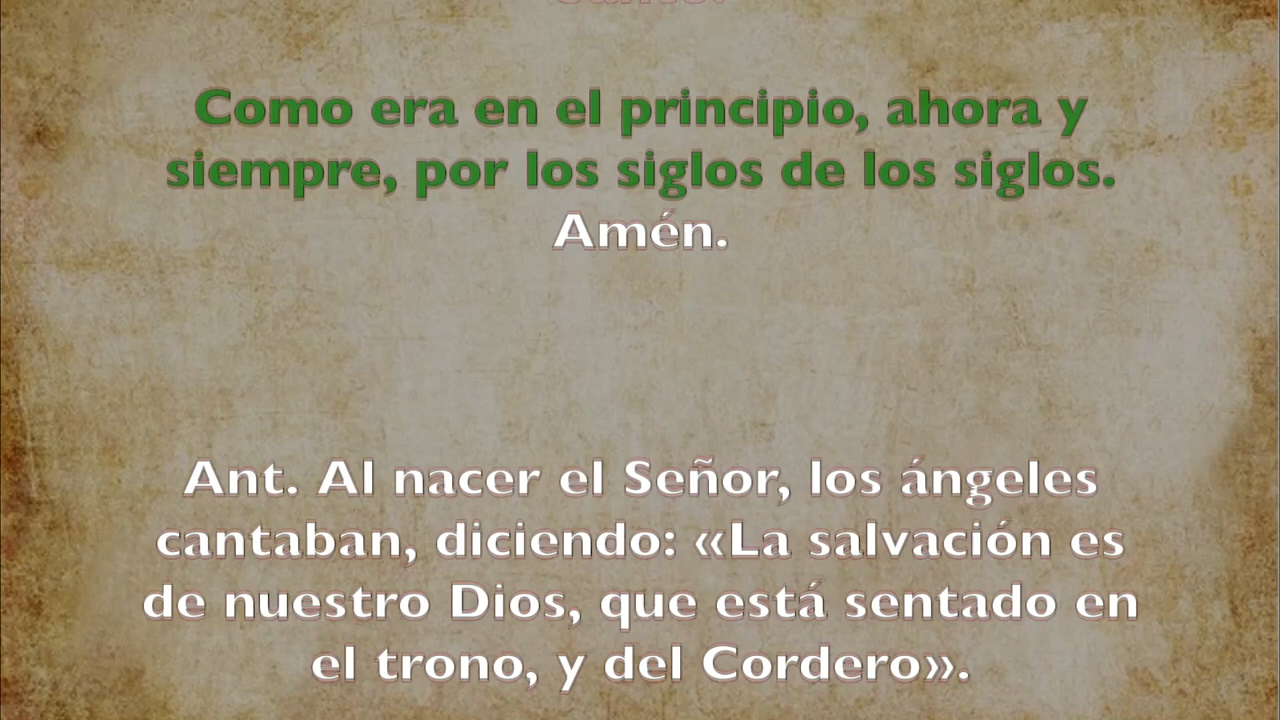 Como era en el principio, ahora y
siempre, por los siglos de los siglos.
Amén.
Ant. Al nacer el Señor, los ángeles
cantaban, diciendo: «La salvación es
de nuestro Dios, que está sentado en
el trono, y del Cordero».